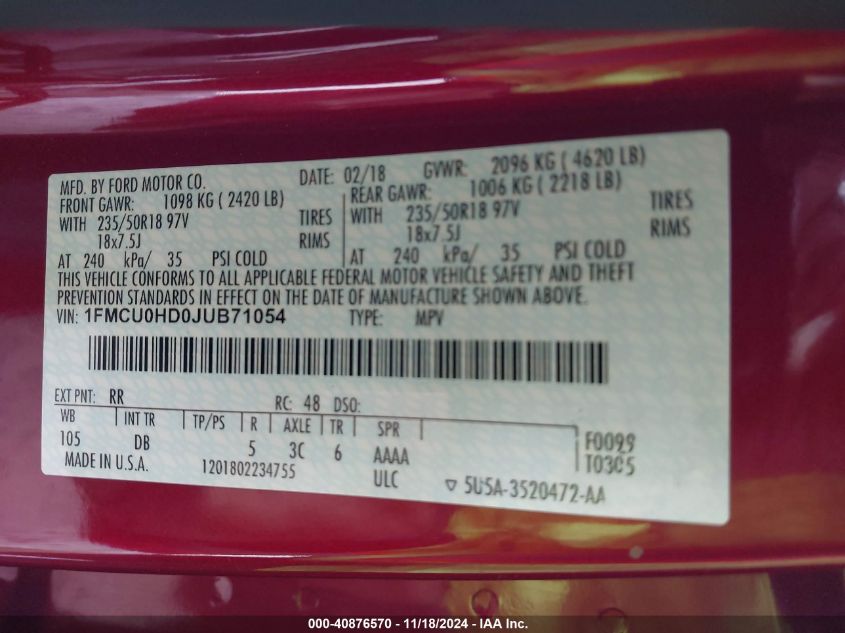 MFD. BY FORD MOTOR CO. DATE: 02/18 GVWR: 2096 KG ( 4620 LB)
FRONT GAWR: 1098 KG ( 2420 LB) REAR GAWR: 1006 KG ( 2218 LB)
WITH 235/50R18 97V TIRES WITH 235/50R18 97V TIRES
18x7.5J RIMS 18x7.5J RIMS
AT 240 kPa/ 35 PSI COLD AT 240 kPa/ 35 PSI COLD
THIS VEHICLE CONFORMS TO ALL APPLICABLE FEDERAL MOTOR VEHICLE SAFETY AND THEFT
PREVENTION STANDARDS IN EFFECT ON THE DATE OF MANUFACTURE SHOWN ABOVE.
VIN: 1FMCU0HD0JUB71054 TYPE: MPV
EXT PNT: RR RC: 48 DSO:
WB INT TR TP/PS R AXLE TR SPR
105 DB 5 3C 6 AAAA F0099
MADE IN U.S.A. 1201802234755 ULC T0305
▽ 5U5A-3520472-AA
000-40876570 - 11/18/2024 - IAA Inc.